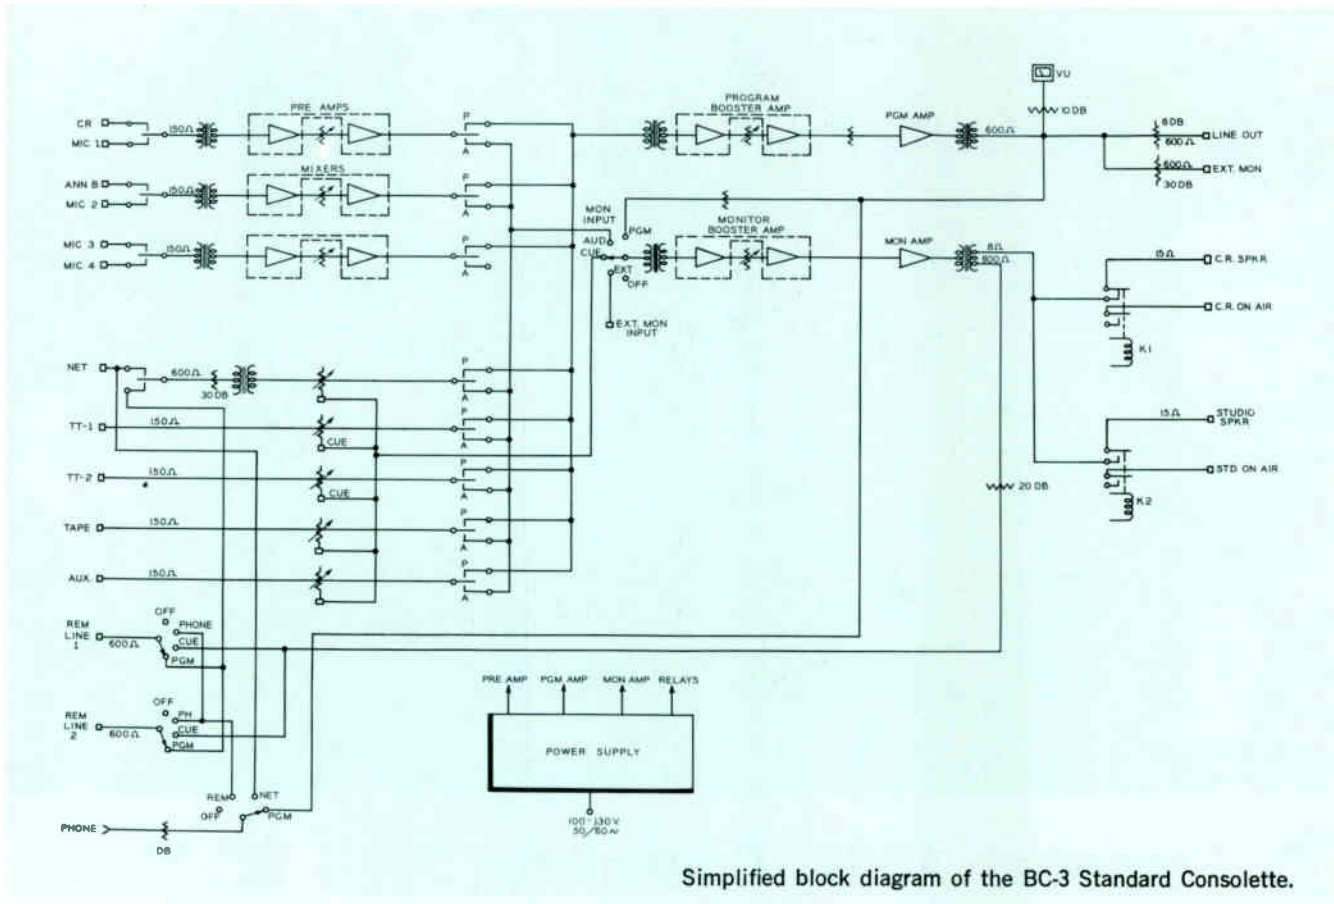 VU
PRE AMPS
PROGRAM
BOOSTER AMP
PGM AMP
10 DB
CR
MIC 1
150Ω
P
A
600Ω
8 DB
600Ω
LINE OUT
600Ω
30 DB
EXT. MON
MIXERS
ANN B
MIC 2
150Ω
P
A
MON
INPUT
PGM
AUD
CUE
EXT
OFF
EXT. MON
INPUT
MONITOR
BOOSTER AMP
MON AMP
8Ω
600Ω
MIC 3
MIC 4
150Ω
P
A
15Ω
C.R. SPKR
C.R. ON AIR
K1
NET
600Ω
30 DB
P
A
TT-1
150Ω
CUE
P
A
15Ω
STUDIO
SPKR
STD. ON AIR
K2
TT-2
150Ω
CUE
P
A
20 DB
TAPE
150Ω
P
A
AUX.
150Ω
P
A
REM
LINE
1
600Ω
OFF
PHONE
CUE
PGM
REM
LINE
2
600Ω
OFF
PH
CUE
PGM
PRE AMP
PGM AMP
MON AMP
RELAYS
POWER SUPPLY
100-130V.
50/60~
REM
NET
OFF
PGM
PHONE
DB
Simplified block diagram of the BC-3 Standard Consolette.